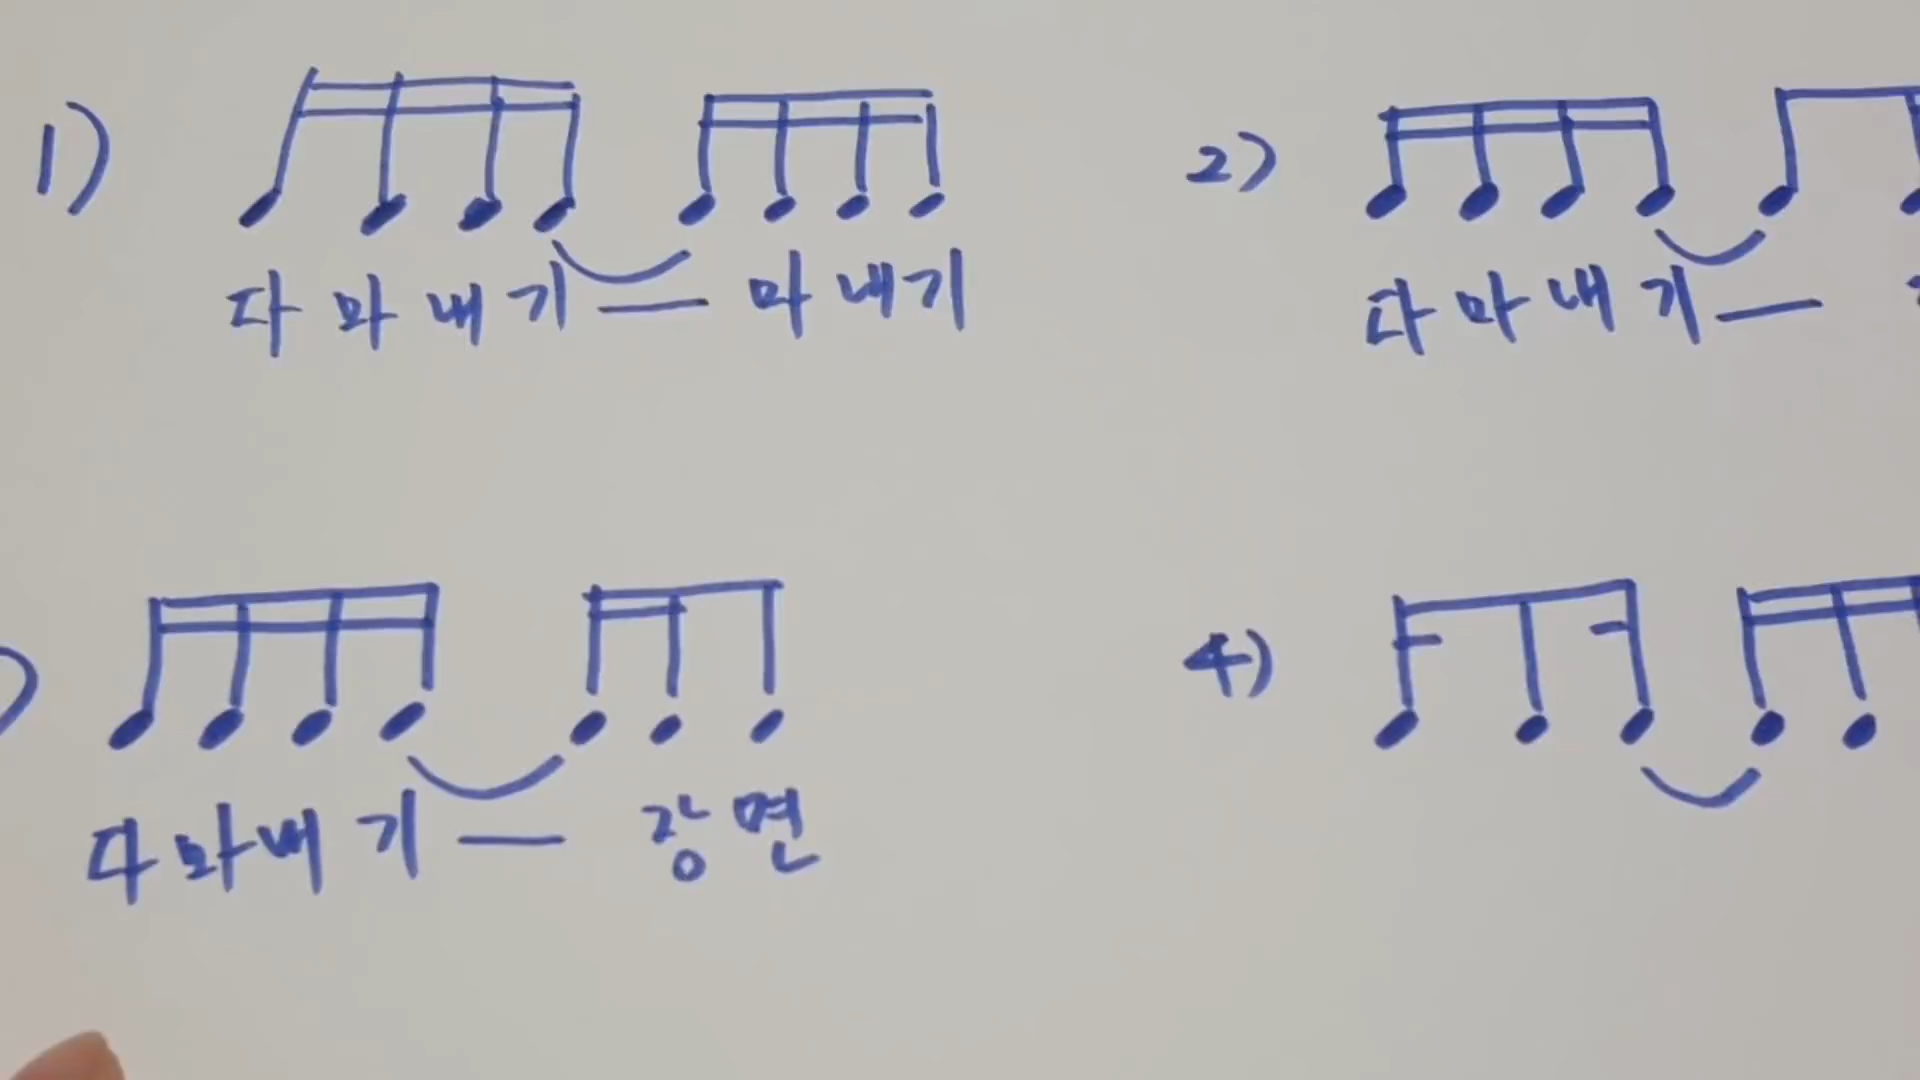 1)
다마내기 — 마내기
2)
다마내기 —
)
다마내기 — 짱면
4)